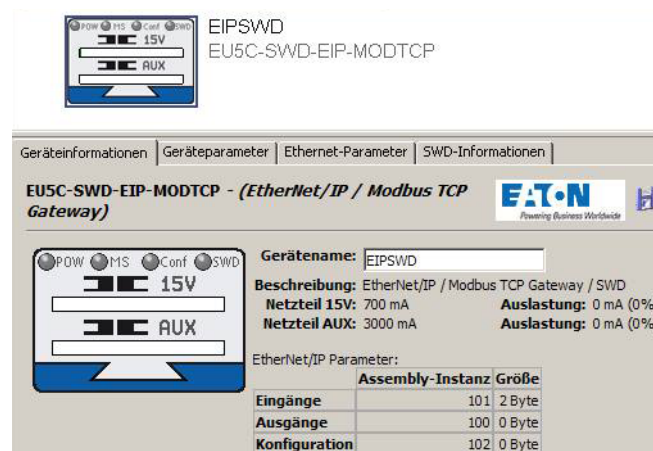 POW MS Conf SWD
15V
AUX
EIPSWD
EU5C-SWD-EIP-MODTCP
Geräteinformationen Geräteparameter Ethernet-Parameter SWD-Informationen
EU5C-SWD-EIP-MODTCP - (EtherNet/IP / Modbus TCP
Gateway)
EATON
Powering Business Worldwide
POW MS Conf SWD
15V
AUX
Gerätename: EIPSWD
Beschreibung: EtherNet/IP / Modbus TCP Gateway / SWD
Netzteil 15V: 700 mA Auslastung: 0 mA (0%
Netzteil AUX: 3000 mA Auslastung: 0 mA (0%
EtherNet/IP Parameter:
Assembly-Instanz Größe
Eingänge 101 2 Byte
Ausgänge 100 0 Byte
Konfiguration 102 0 Byte